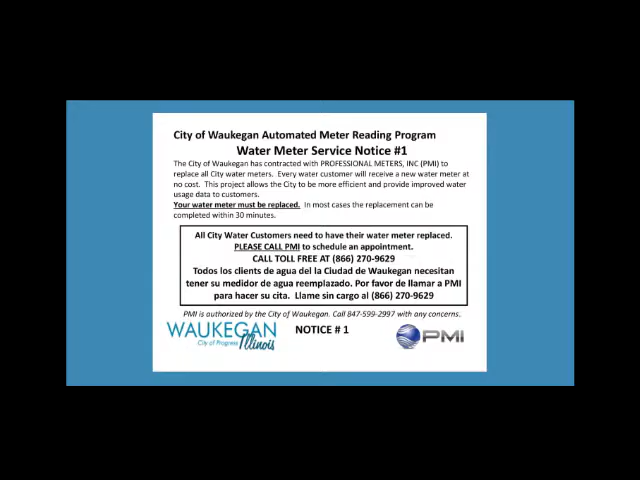 City of Waukegan Automated Meter Reading Program
Water Meter Service Notice #1
The City of Waukegan has contracted with PROFESSIONAL METERS, INC (PMI) to
replace all City water meters. Every water customer will receive a new water meter at
no cost. This project allows the City to be more efficient and provide improved water
usage data to customers.
Your water meter must be replaced. In most cases the replacement can be
completed within 30 minutes.
All City Water Customers need to have their water meter replaced.
PLEASE CALL PMI to schedule an appointment.
CALL TOLL FREE AT (866) 270-9629
Todos los clients de agua del la Ciudad de Waukegan necesitan
tener su medidor de agua reemplazado. Por favor de llamar a PMI
para hacer su cita. Llame sin cargo al (866) 270-9629
PMI is authorized by the City of Waukegan. Call 847-599-2997 with any concerns.
WAUKEGAN
City of Progress Illinois
NOTICE # 1
PMI